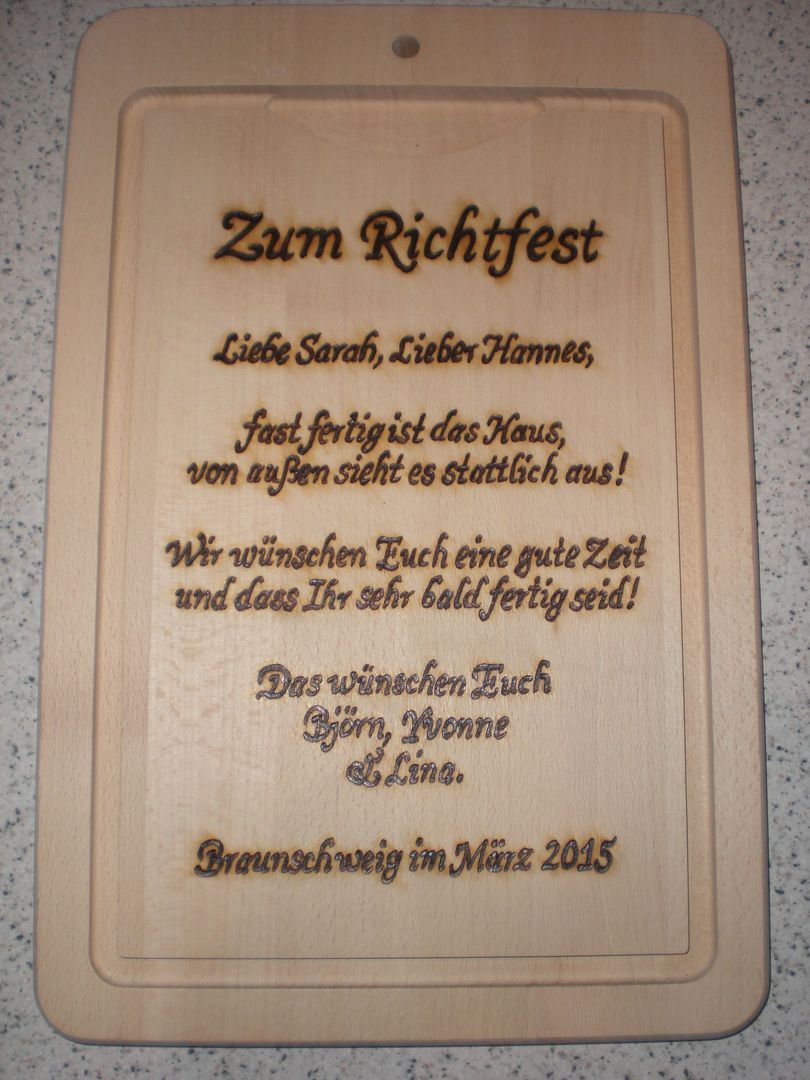 Zum Richtfest
Liebe Sarah, Lieber Hannes,
fast fertig ist das Haus,
von außen sieht es stattlich aus!
Wir wünschen Euch eine gute Zeit
und dass Ihr sehr bald fertig seid!
Das wünschen Euch
Björn, Yvonne
& Lina.
Braunschweig im März 2015